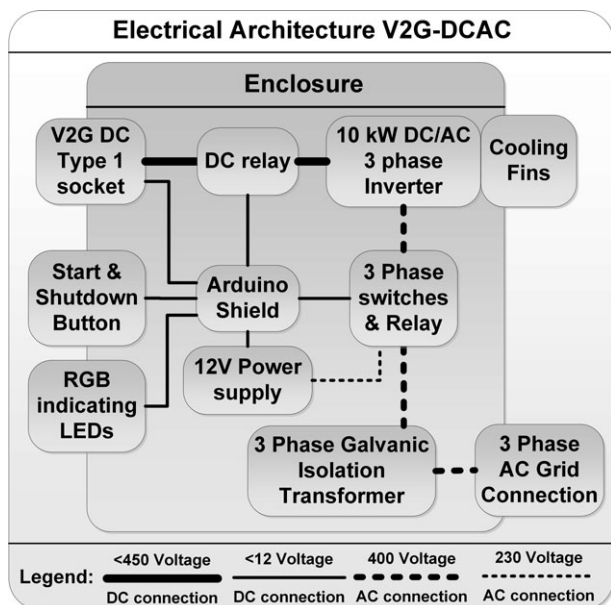 Electrical Architecture V2G-DCAC
Enclosure
V2G DC
Type 1
socket
DC relay
10 kW DC/AC
3 phase
Inverter
Cooling
Fins
Start &
Shutdown
Button
Arduino
Shield
3 Phase
switches
& Relay
RGB
indicating
LEDs
12V Power
supply
3 Phase Galvanic
Isolation
Transformer
3 Phase
AC Grid
Connection
Legend:
<450 Voltage
DC connection
<12 Voltage
DC connection
400 Voltage
AC connection
230 Voltage
AC connection